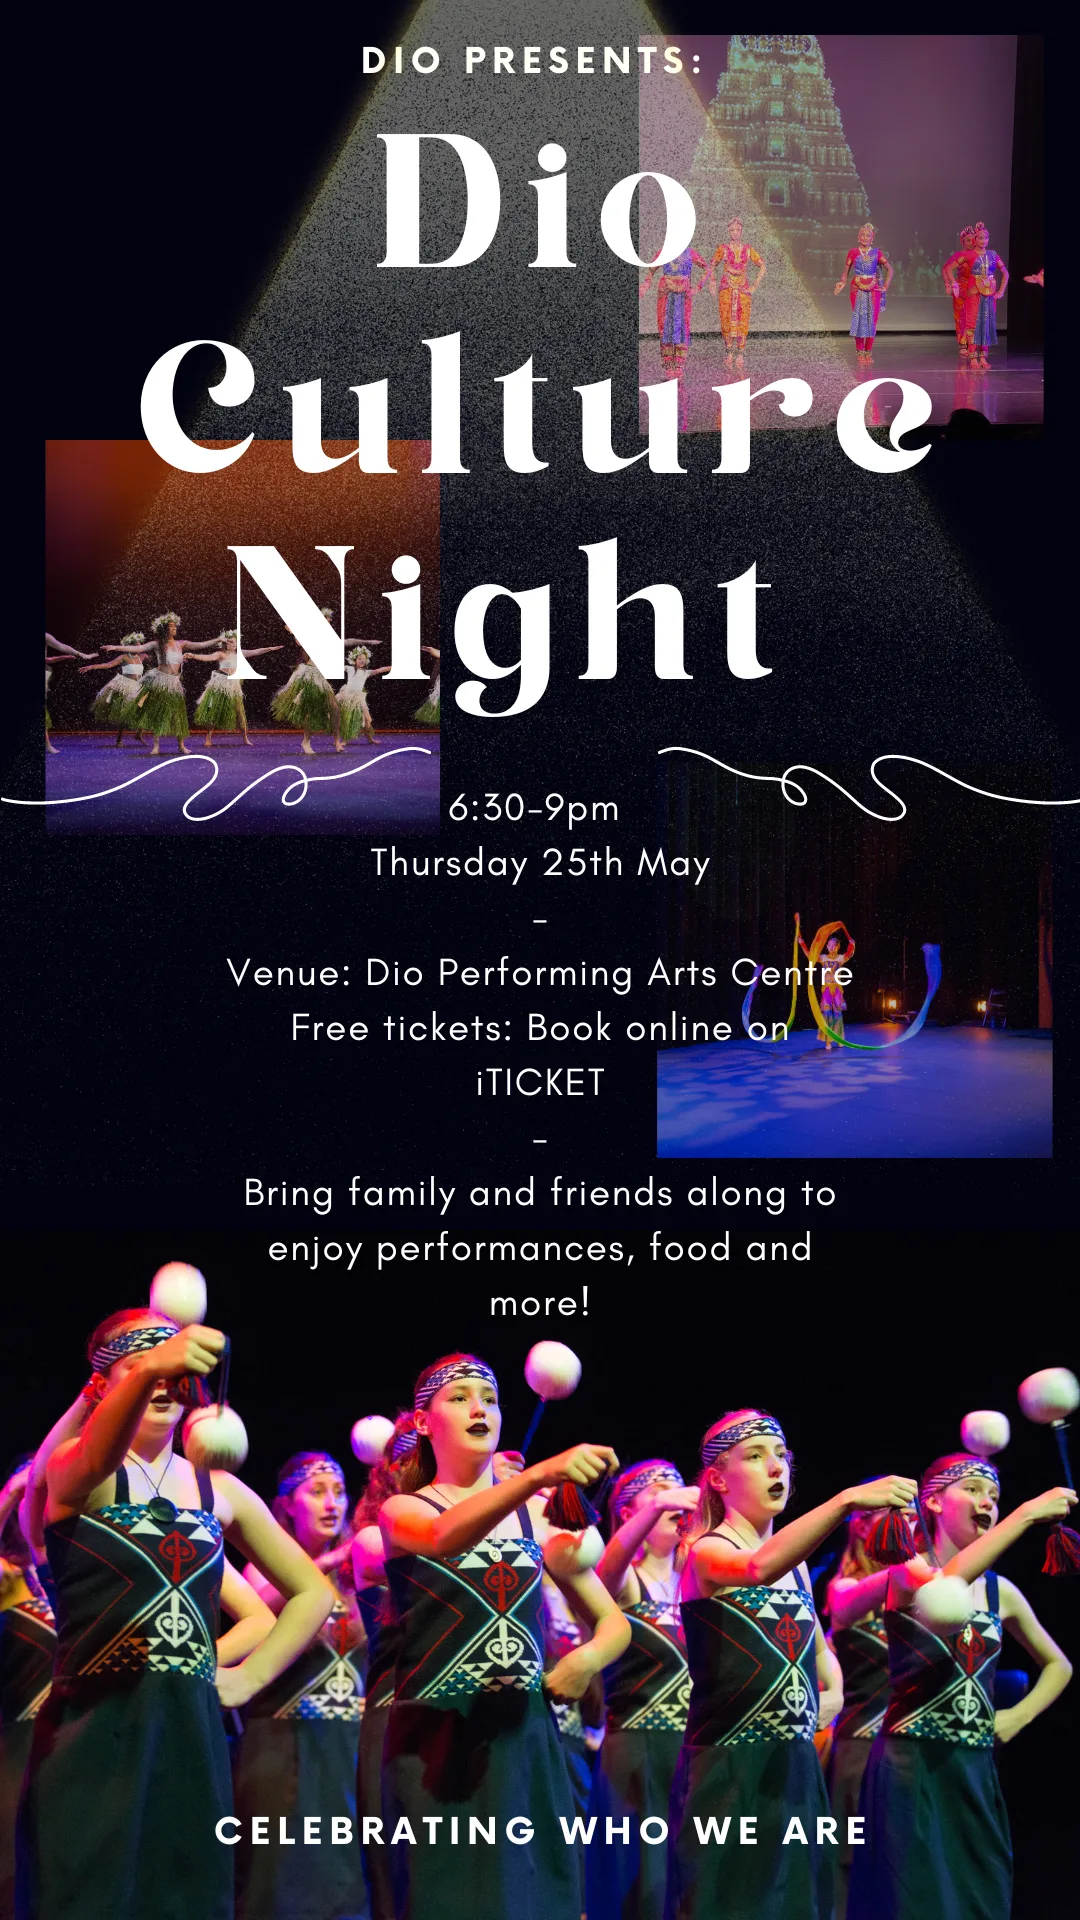 DIO PRESENTS:
Dio
Culture
Night
6:30-9pm
Thursday 25th May
-
Venue: Dio Performing Arts Centre
Free tickets: Book online on
iTICKET
-
Bring family and friends along to
enjoy performances, food and
more!
CELEBRATING WHO WE ARE